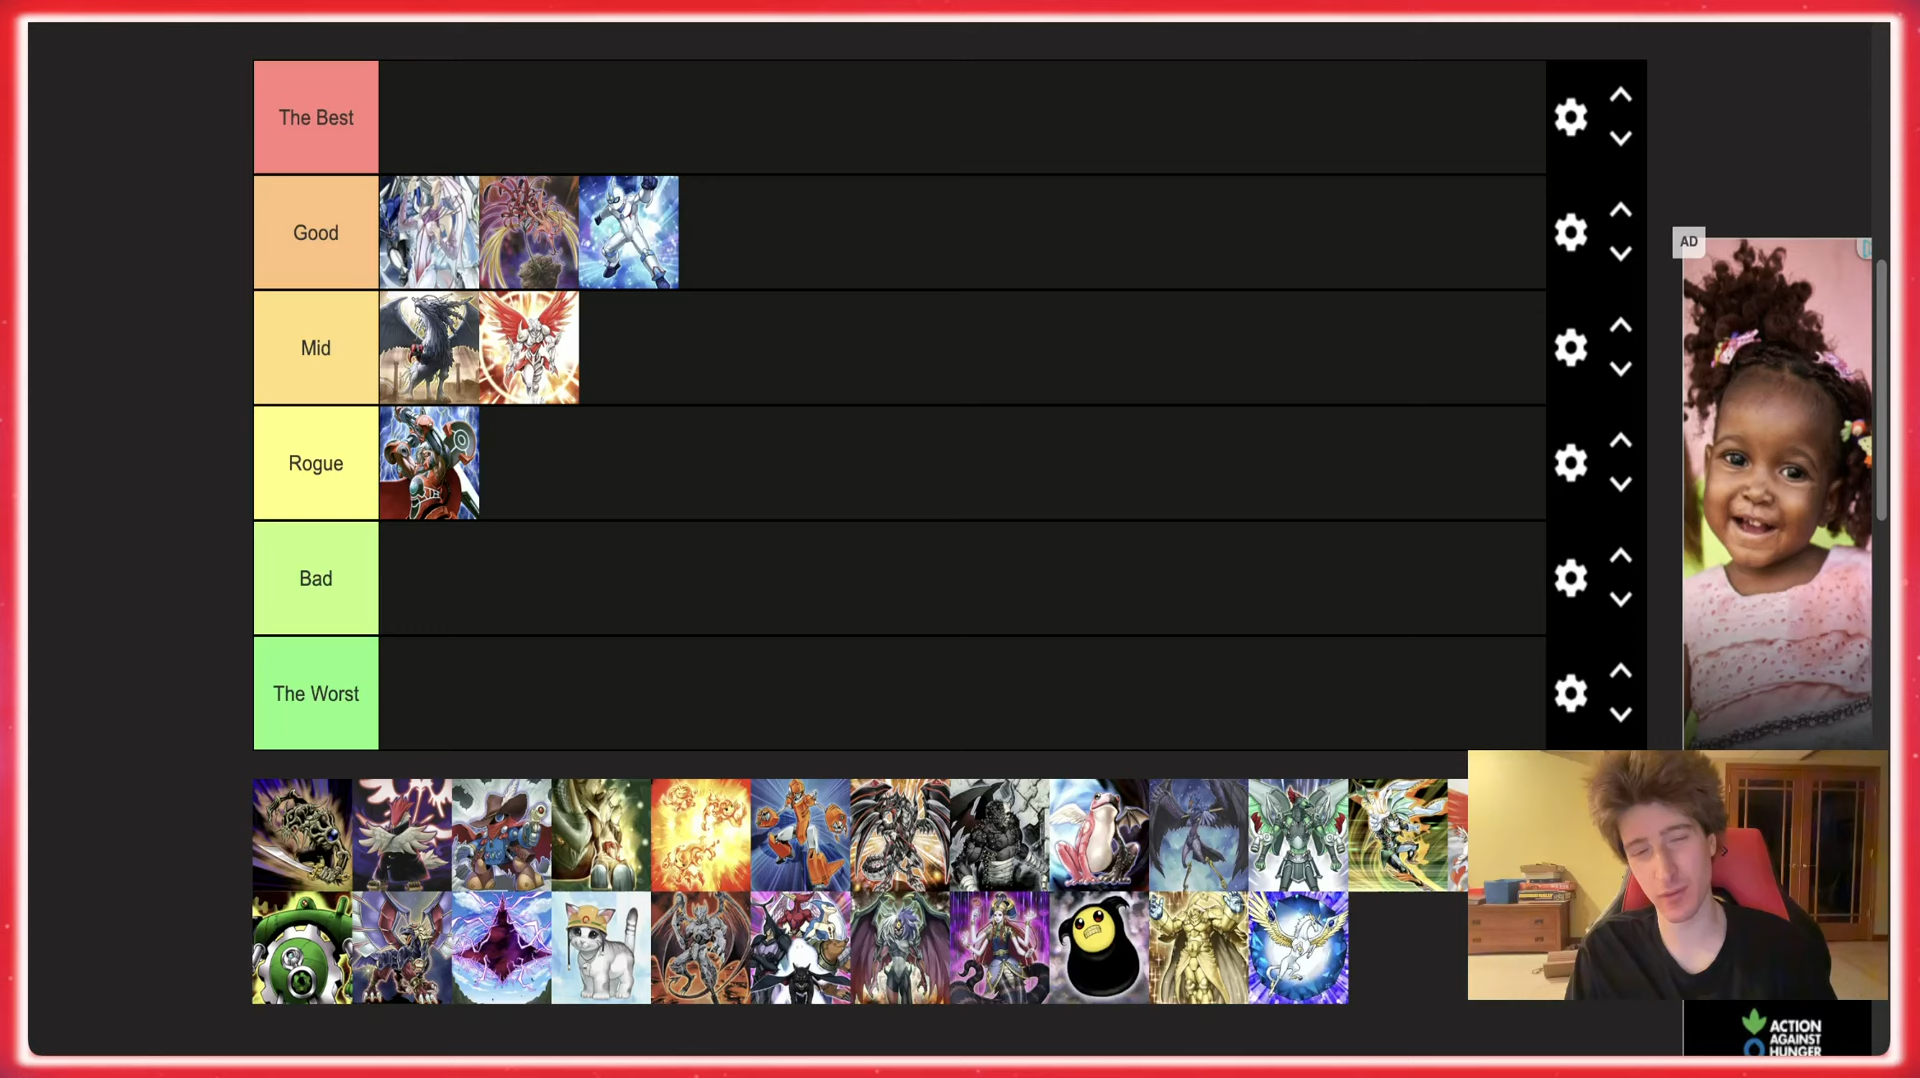 The Best
Good
Mid
Rogue
Bad
The Worst
AD
ACTION
AGAINST
HUNGER